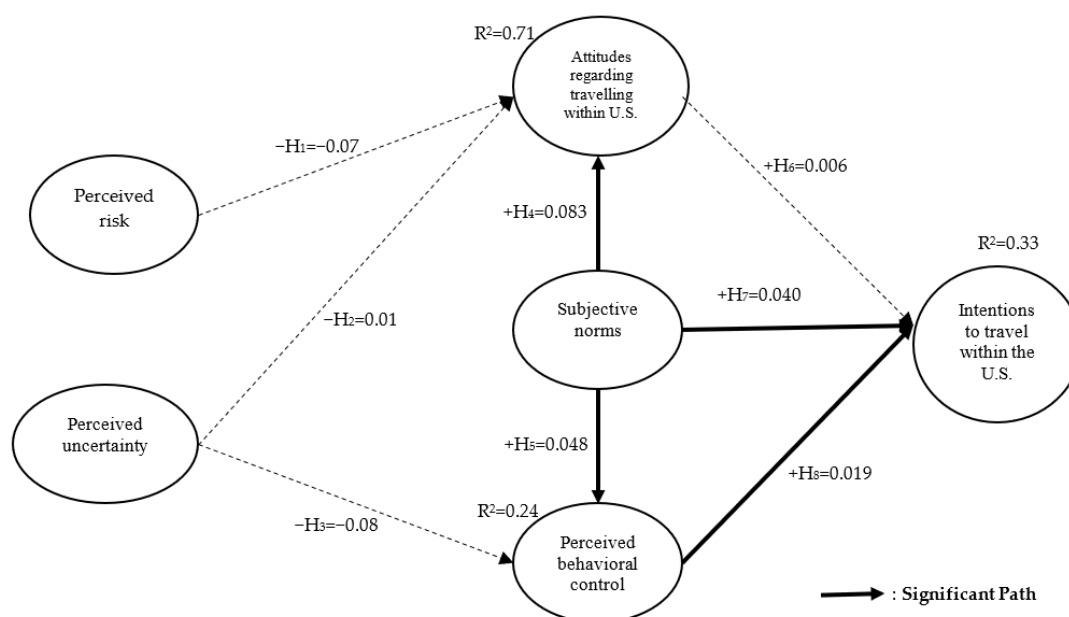 R²=0.71
Attitudes
regarding
travelling
within U.S.
−H₁=−0.07
+H₆=0.006
Perceived
risk
+H₄=0.083
R²=0.33
+H₇=0.040
Subjective
norms
Intentions
to travel
within the
U.S.
−H₂=0.01
Perceived
uncertainty
+H₅=0.048
+H₈=0.019
−H₃=−0.08
R²=0.24
Perceived
behavioral
control
: Significant Path